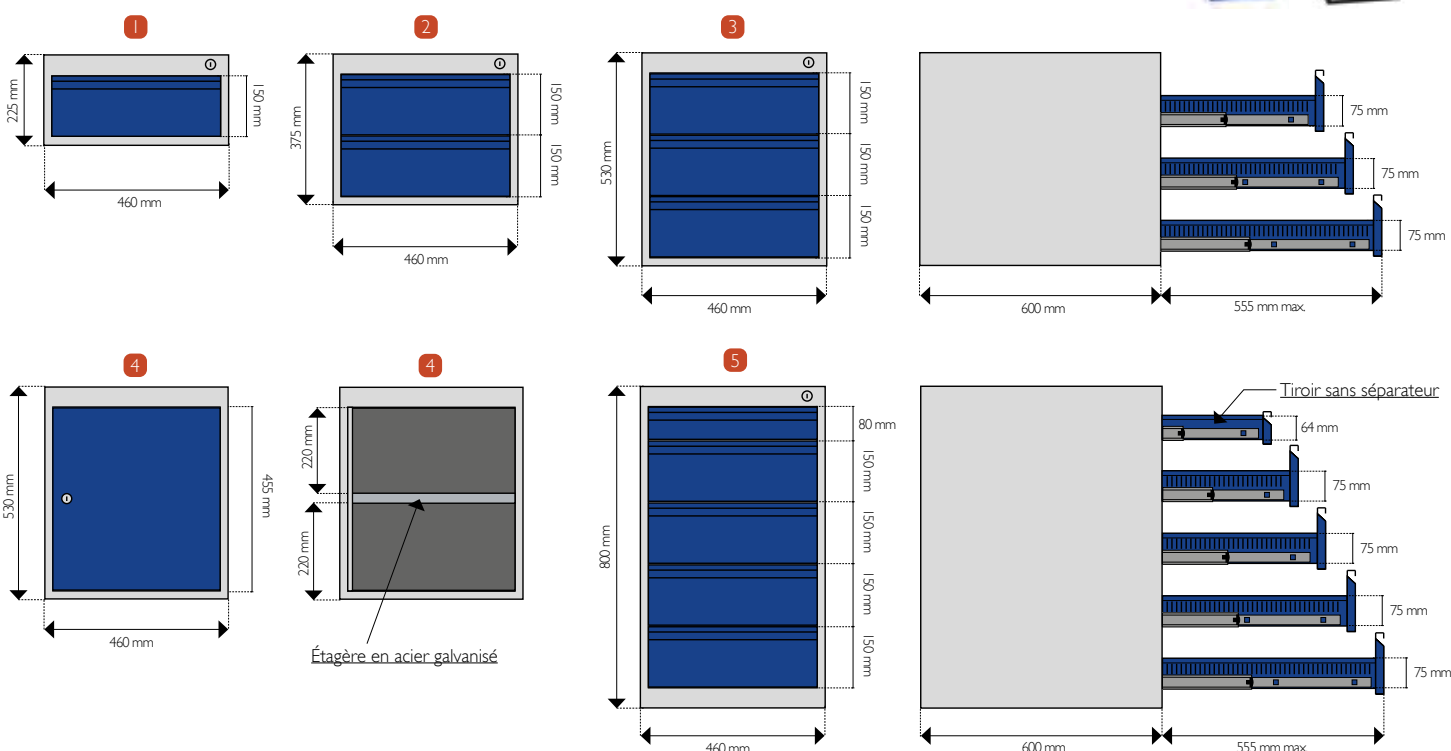 1
225 mm
150 mm
460 mm
2
375 mm
150 mm
150 mm
460 mm
3
530 mm
150 mm
150 mm
150 mm
460 mm
75 mm
75 mm
75 mm
600 mm
555 mm max.
4
530 mm
455 mm
460 mm
4
220 mm
220 mm
Étagère en acier galvanisé
5
800 mm
80 mm
150 mm
150 mm
150 mm
150 mm
460 mm
Tiroir sans séparateur
64 mm
75 mm
75 mm
75 mm
75 mm
600 mm
555 mm max